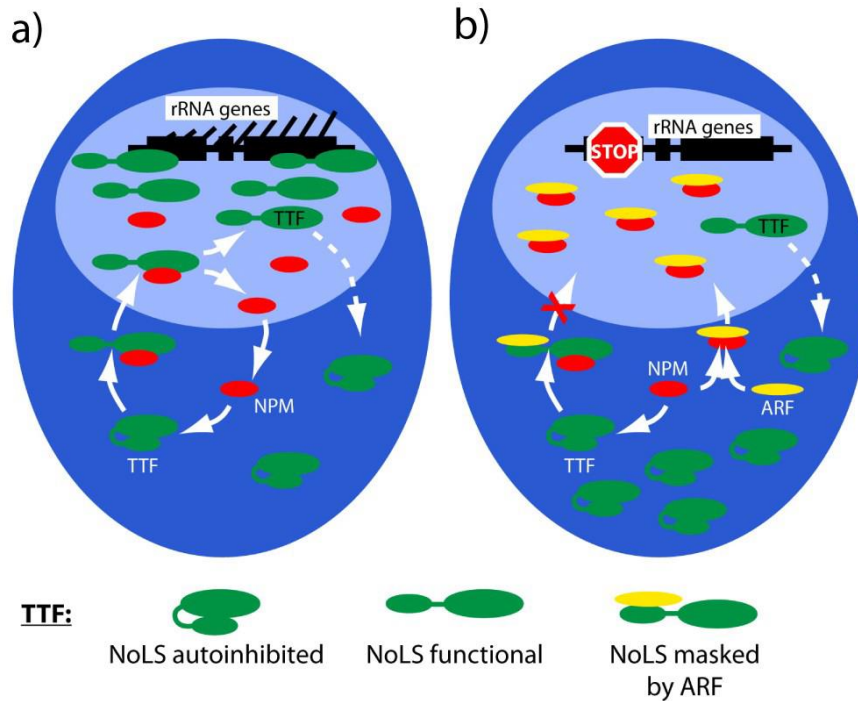 a)
rRNA genes
TTF
NPM
TTF
b)
rRNA genes
STOP
TTF
NPM
ARF
TTF
TTF:
NoLS autoinhibited
NoLS functional
NoLS masked
by ARF